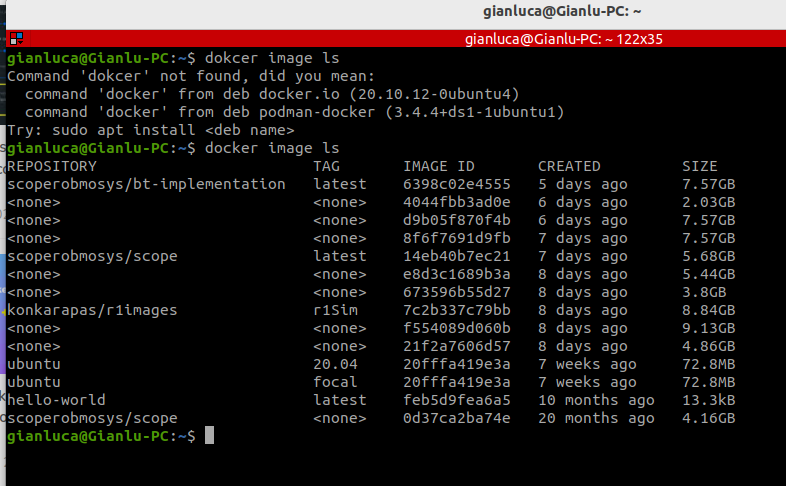 gianluca@Gianlu-PC: ~
gianluca@Gianlu-PC: ~ 122x35
gianluca@Gianlu-PC:~$ dokcer image ls
Command 'dokcer' not found, did you mean:
  command 'docker' from deb docker.io (20.10.12-0ubuntu4)
  command 'docker' from deb podman-docker (3.4.4+ds1-1ubuntu1)
Try: sudo apt install <deb name>
gianluca@Gianlu-PC:~$ docker image ls
REPOSITORY                      TAG       IMAGE ID       CREATED         SIZE
scoperobmosys/bt-implementation   latest    6398c02e4555   5 days ago      7.57GB
<none>                          <none>    4044fbb3ad0e   6 days ago      2.03GB
<none>                          <none>    d9b05f870f4b   7 days ago      7.57GB
<none>                          <none>    8f6f7691d9fb   7 days ago      7.57GB
scoperobmosys/scope             latest    14eb40b7ec21   7 days ago      5.68GB
<none>                          <none>    e8d3c1689b3a   8 days ago      5.44GB
<none>                          <none>    673596b55d27   8 days ago      3.8GB
konkarapas/r1images             r1Sim     7c2b337c79bb   8 days ago      8.84GB
<none>                          <none>    f554089d060b   8 days ago      9.13GB
<none>                          <none>    21f2a7606d57   8 days ago      4.86GB
ubuntu                          20.04     20fffa419e3a   7 weeks ago     72.8MB
ubuntu                          focal     20fffa419e3a   7 weeks ago     72.8MB
hello-world                     latest    feb5d9fea6a5   10 months ago   13.3kB
scoperobmosys/scope             <none>    0d37ca2ba74e   20 months ago   4.16GB
gianluca@Gianlu-PC:~$